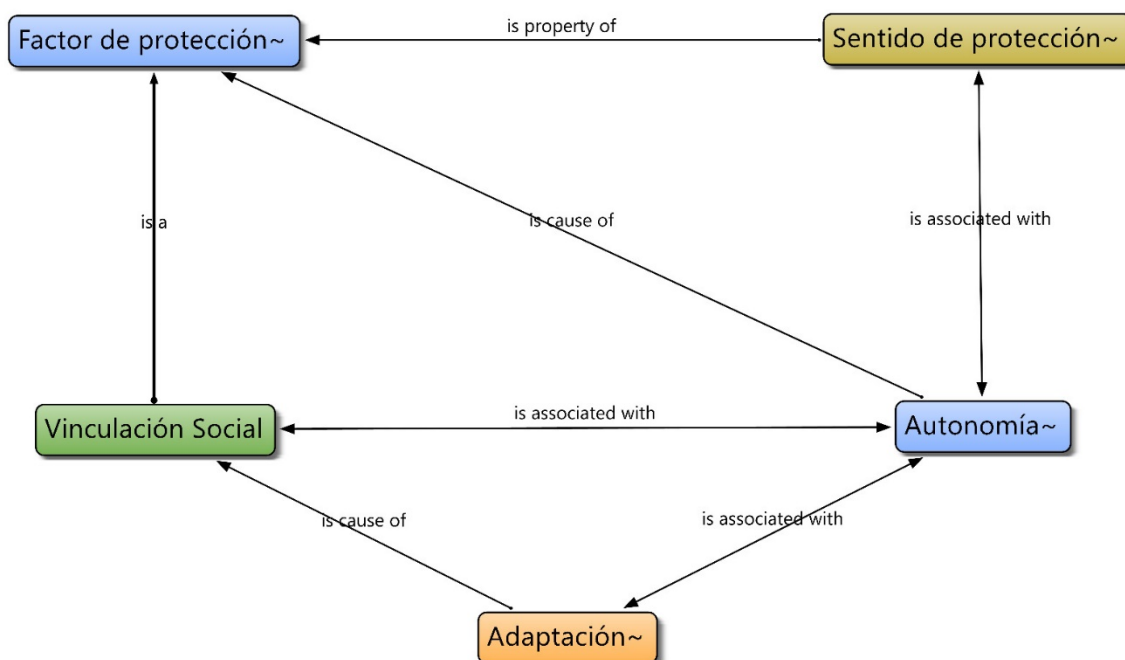 is property of
Factor de protección~
Sentido de protección~
is a
is cause of
is associated with
is associated with
Vinculación Social
Autonomía~
is cause of
is associated with
Adaptación~